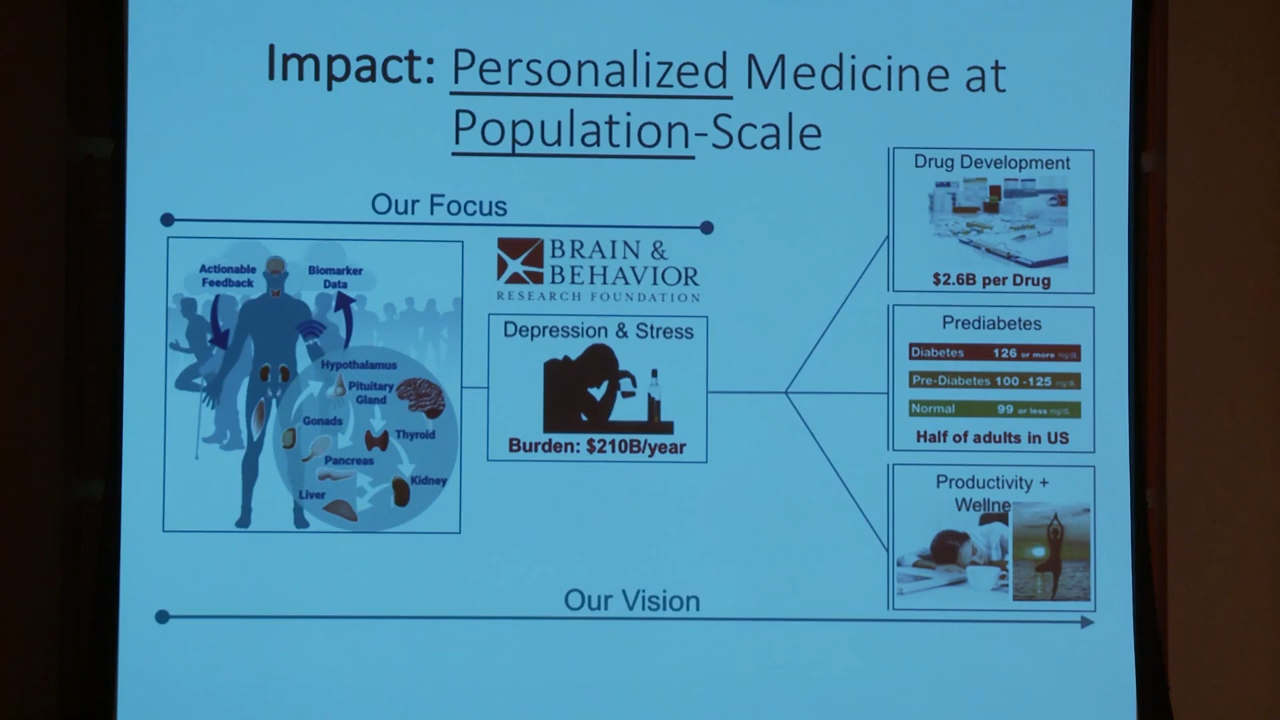 Impact: Personalized Medicine at
Population-Scale
Our Focus
Actionable
Feedback
Biomarker
Data
Hypothalamus
Pituitary
Gland
Gonads
Thyroid
Pancreas
Kidney
Liver
BRAIN &
BEHAVIOR
RESEARCH FOUNDATION
Depression & Stress
Burden: $210B/year
Drug Development
$2.6B per Drug
Prediabetes
Diabetes 126 or more mg/dL
Pre-Diabetes 100 -125 mg/dL
Normal 99 or less mg/dL
Half of adults in US
Productivity +
Wellne
Our Vision